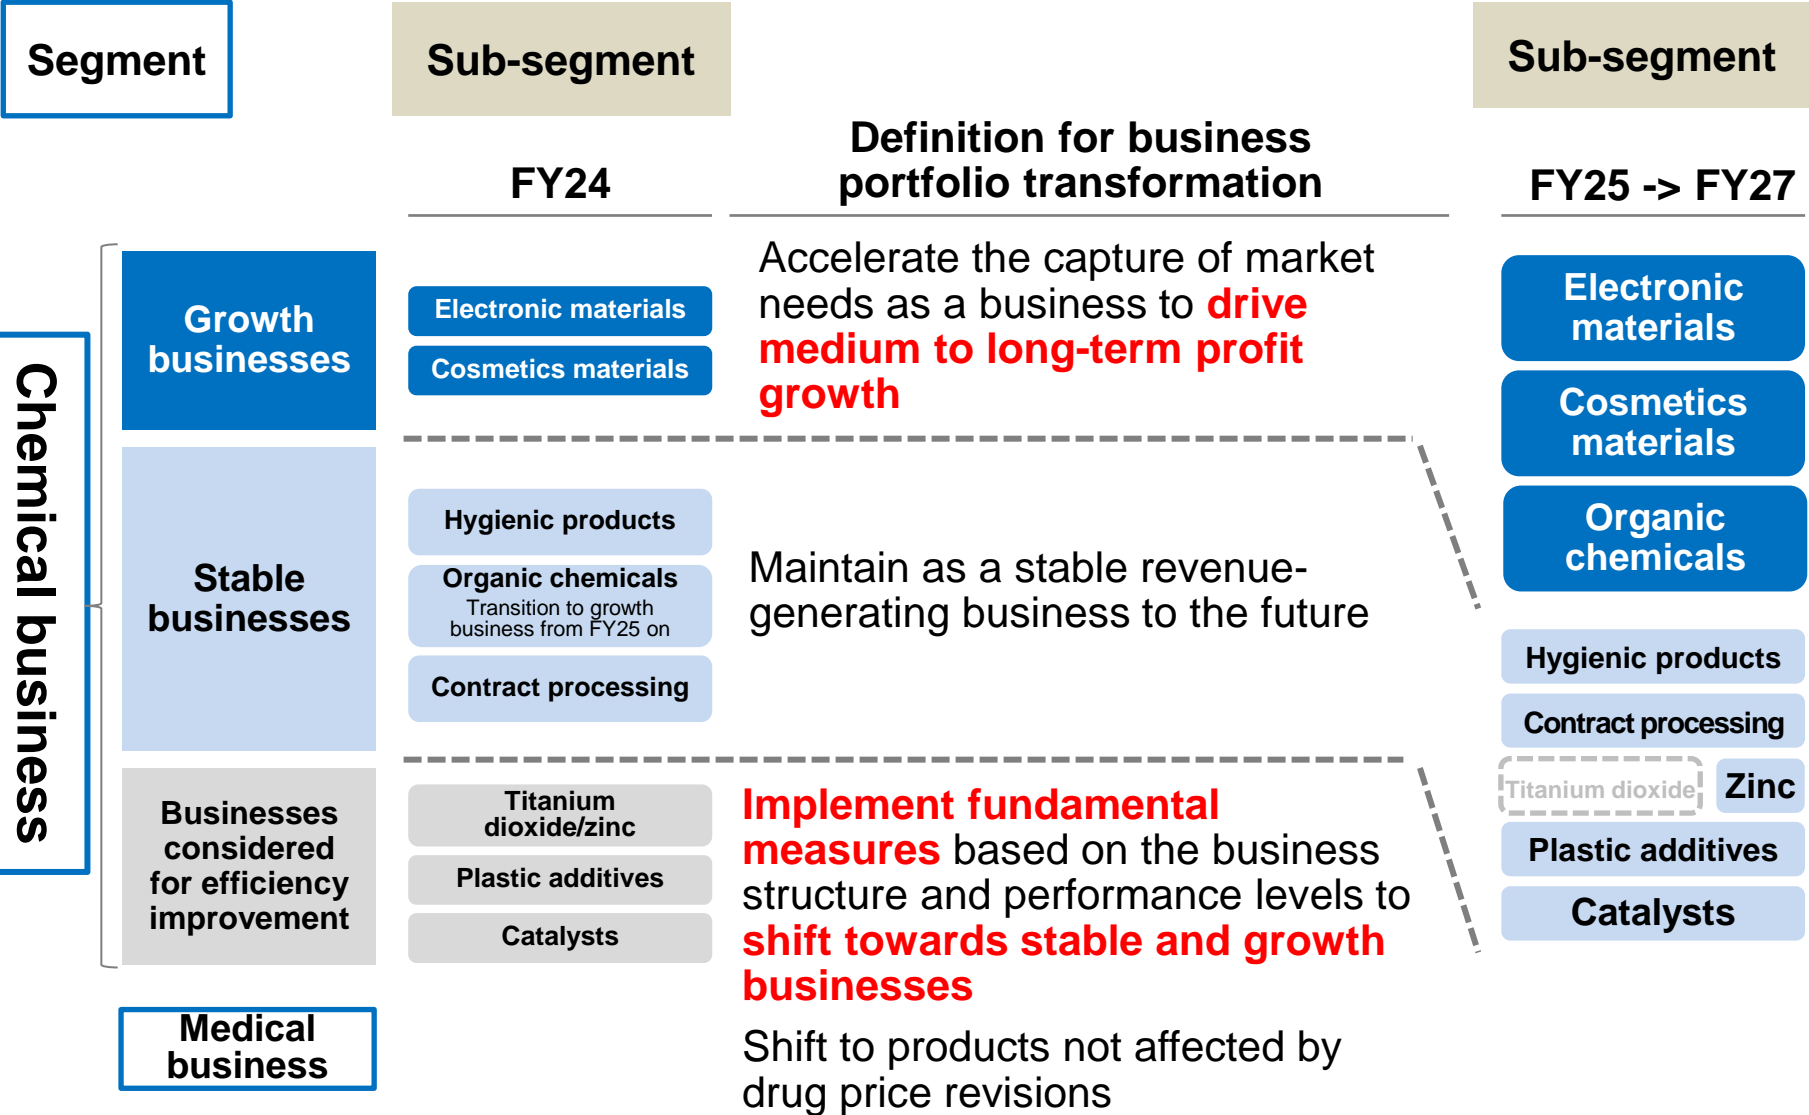 Segment
Sub-segment
Sub-segment
FY24
Definition for business
portfolio transformation
FY25 -> FY27
Chemical business
Growth
businesses
Electronic materials
Cosmetics materials
Accelerate the capture of market
needs as a business to drive
medium to long-term profit
growth
Electronic
materials
Cosmetics
materials
Organic
chemicals
Stable
businesses
Hygienic products
Organic chemicals
Transition to growth
business from FY25 on
Contract processing
Maintain as a stable revenue-
generating business to the future
Hygienic products
Contract processing
Titanium dioxide
Zinc
Plastic additives
Catalysts
Businesses
considered
for efficiency
improvement
Titanium
dioxide/zinc
Plastic additives
Catalysts
Implement fundamental
measures based on the business
structure and performance levels to
shift towards stable and growth
businesses
Medical
business
Shift to products not affected by
drug price revisions